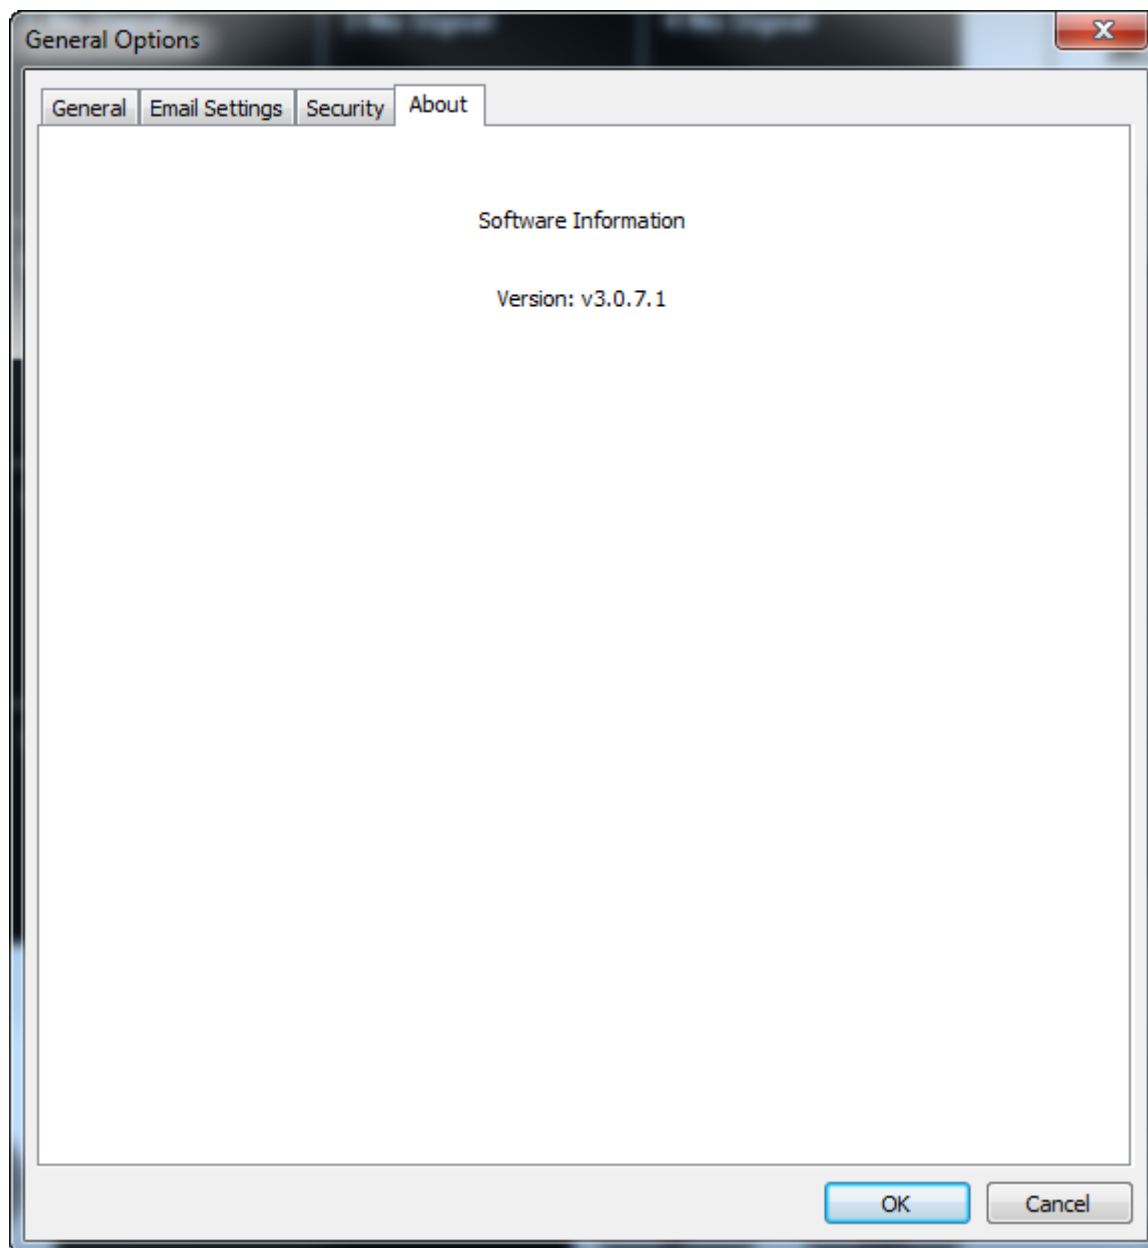 General Options
General Email Settings Security About
Software Information
Version: v3.0.7.1
OK Cancel